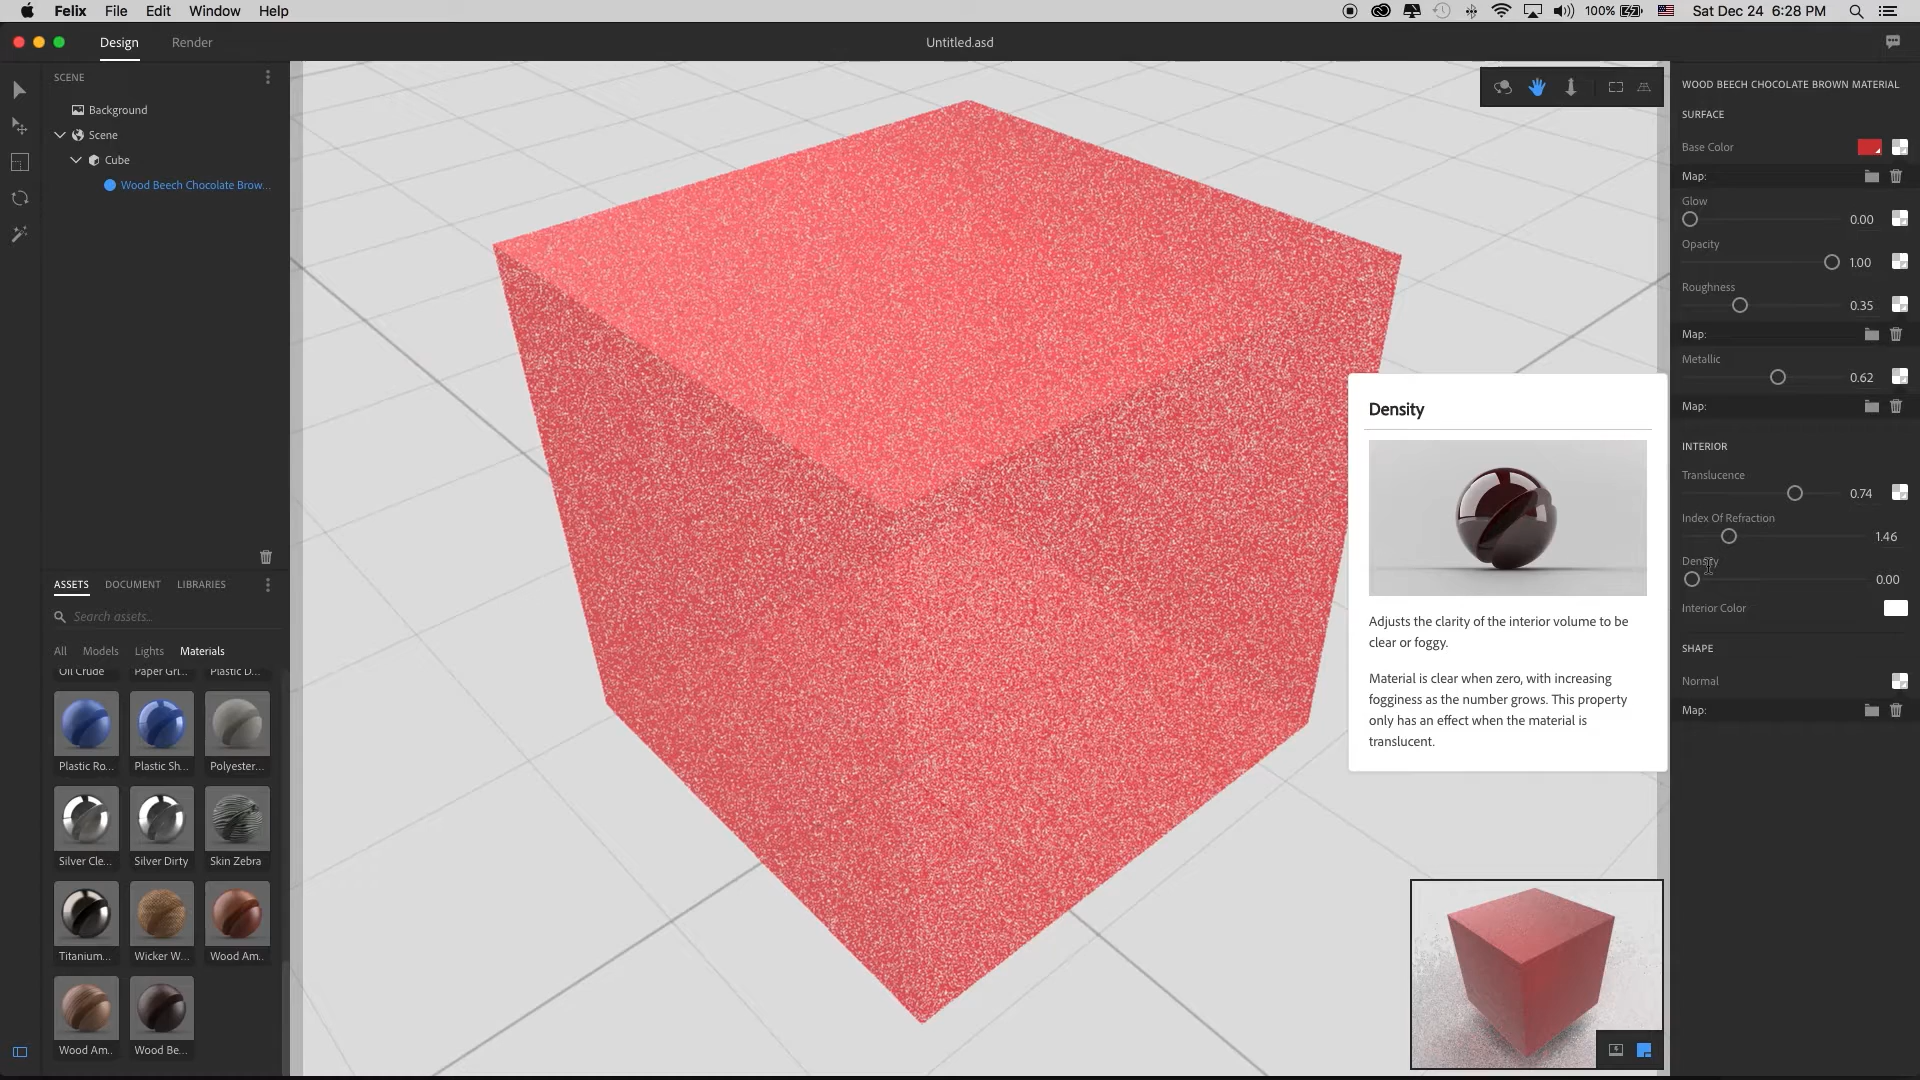 Felix File Edit Window Help
100% Sat Dec 24 6:28 PM
Design Render Untitled.asd
SCENE
Background
Scene
Cube
Wood Beech Chocolate Brow...
ASSETS DOCUMENT LIBRARIES
Search assets...
All Models Lights Materials
Oil Crude Paper Gri... Plastic D...
Plastic Ro... Plastic Sh... Polyester...
Silver Cle... Silver Dirty Skin Zebra
Titanium... Wicker W... Wood Am..
Wood Am.. Wood Be...
Density
Adjusts the clarity of the interior volume to be
clear or foggy.
Material is clear when zero, with increasing
fogginess as the number grows. This property
only has an effect when the material is
translucent.
WOOD BEECH CHOCOLATE BROWN MATERIAL
SURFACE
Base Color
Map:
Glow
0.00
Opacity
1.00
Roughness
0.35
Map:
Metallic
0.62
Map:
INTERIOR
Translucence
0.74
Index Of Refraction
1.46
Density
0.00
Interior Color
SHAPE
Normal
Map: